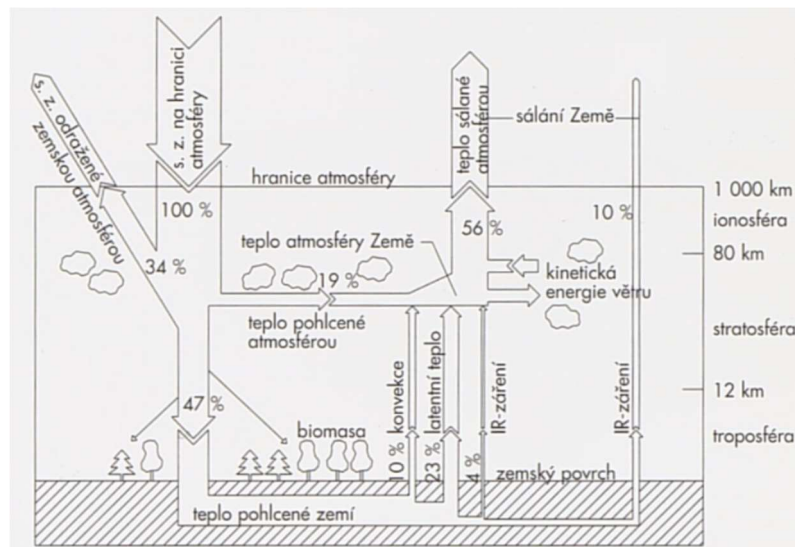 s. z. odražené
zemskou atmosférou
s. z. na hranici
atmosféry
teplo sálané
atmosférou
sálání Země
hranice atmosféry
1 000 km
100 %
10 %
ionosféra
34 %
teplo atmosféry Země
56 %
80 km
19 %
kinetická
energie větru
teplo pohlcené
atmosférou
stratosféra
konvekce
latentní teplo
IR-záření
IR-záření
12 km
47 %
biomasa
troposféra
10 %
23 %
4 %
zemský povrch
teplo pohlcené zemí